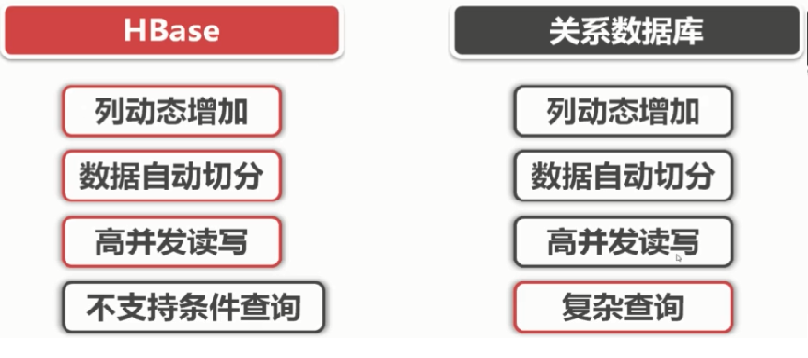 HBase
关系数据库
列动态增加
列动态增加
数据自动切分
数据自动切分
高并发读写
高并发读写
不支持条件查询
复杂查询